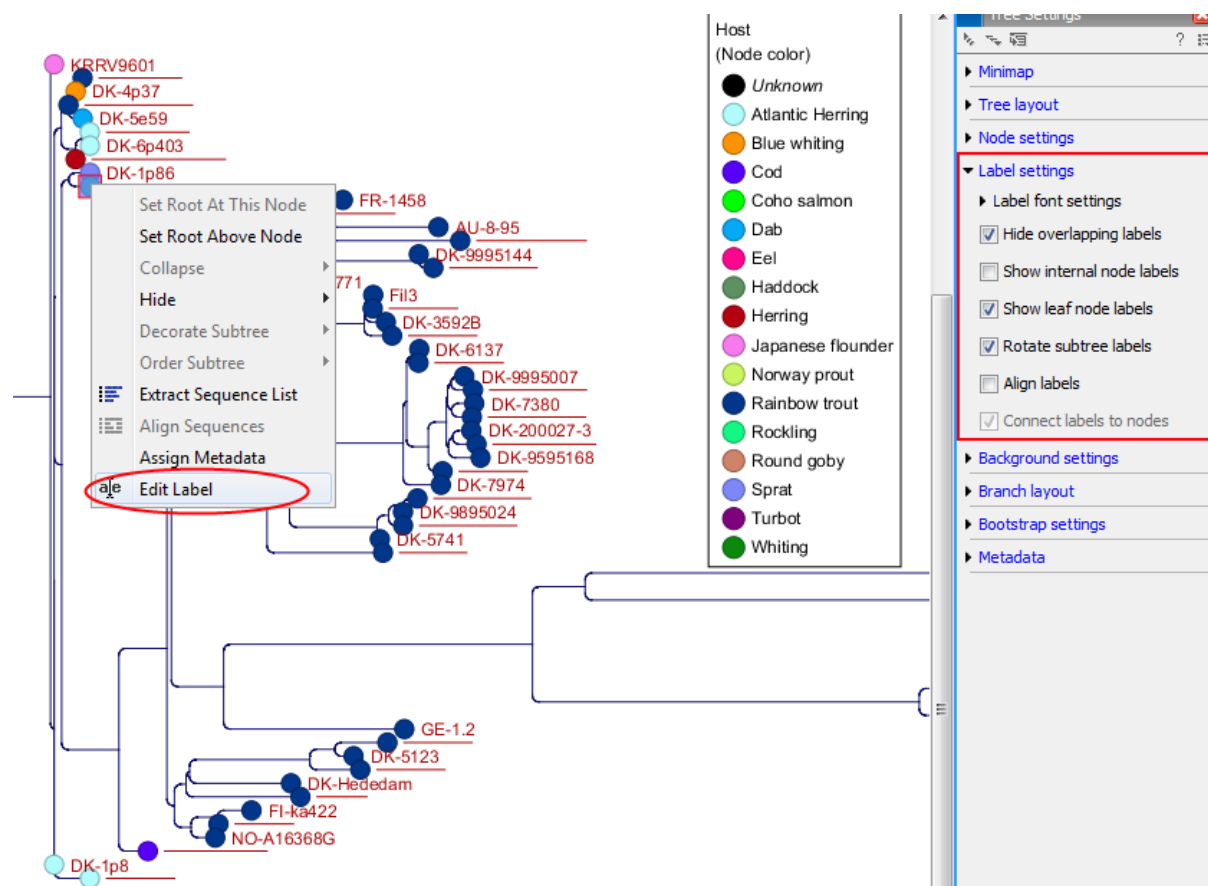 KRRV9601
DK-4p37
DK-5e59
DK-6p403
DK-1p86
Set Root At This Node
Set Root Above Node
Collapse
Hide
Decorate Subtree
Order Subtree
Extract Sequence List
Align Sequences
Assign Metadata
Edit Label
FR-1458
AU-8-95
DK-9995144
771
Fil3
DK-3592B
DK-6137
DK-9995007
DK-7380
DK-200027-3
DK-9595168
DK-7974
DK-9895024
DK-5741
GE-1.2
DK-5123
DK-Hededam
FI-ka422
NO-A16368G
DK-1p8
Host
(Node color)
Unknown
Atlantic Herring
Blue whiting
Cod
Coho salmon
Dab
Eel
Haddock
Herring
Japanese flounder
Norway prout
Rainbow trout
Rockling
Round goby
Sprat
Turbot
Whiting
Tree Settings
?
Minimap
Tree layout
Node settings
Label settings
Label font settings
Hide overlapping labels
Show internal node labels
Show leaf node labels
Rotate subtree labels
Align labels
Connect labels to nodes
Background settings
Branch layout
Bootstrap settings
Metadata